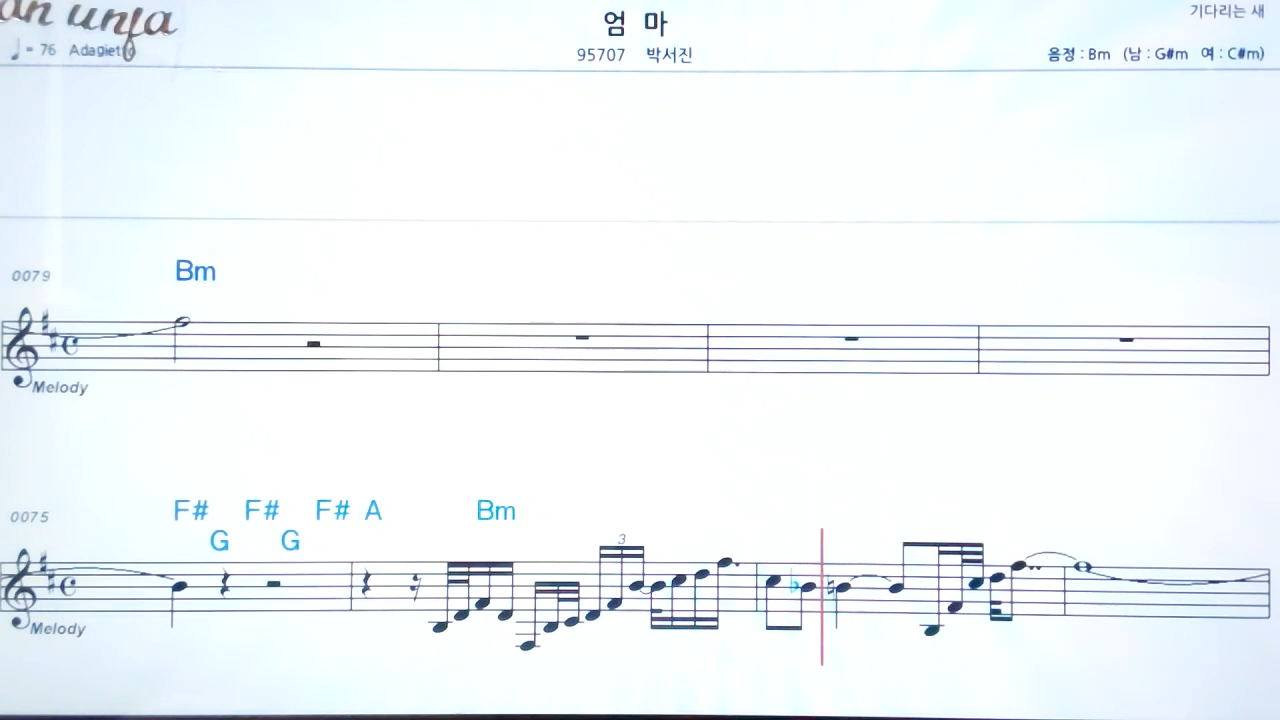 엄 마
기다리는 새
♩= 76 Adagietto
95707 박서진
음정 : Bm (남 : G#m 여 : C#m)
0079
Bm
Melody
F# F# F# A Bm
0075
G G
3
Melody